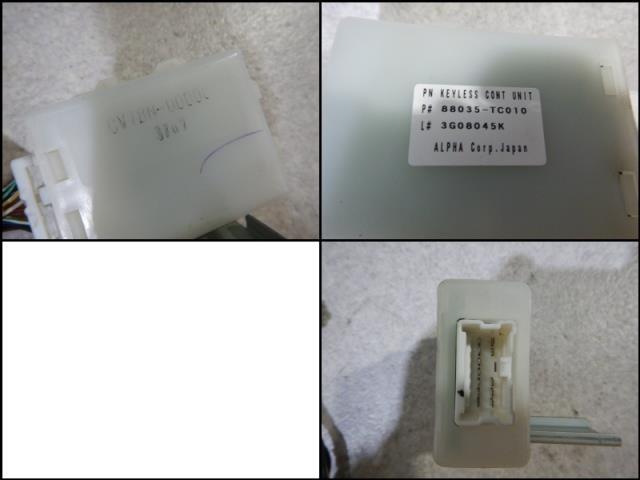 PN KEYLESS CONT UNIT
P# 88035-TC010
L# 3G08045K
ALPHA Corp.Japan